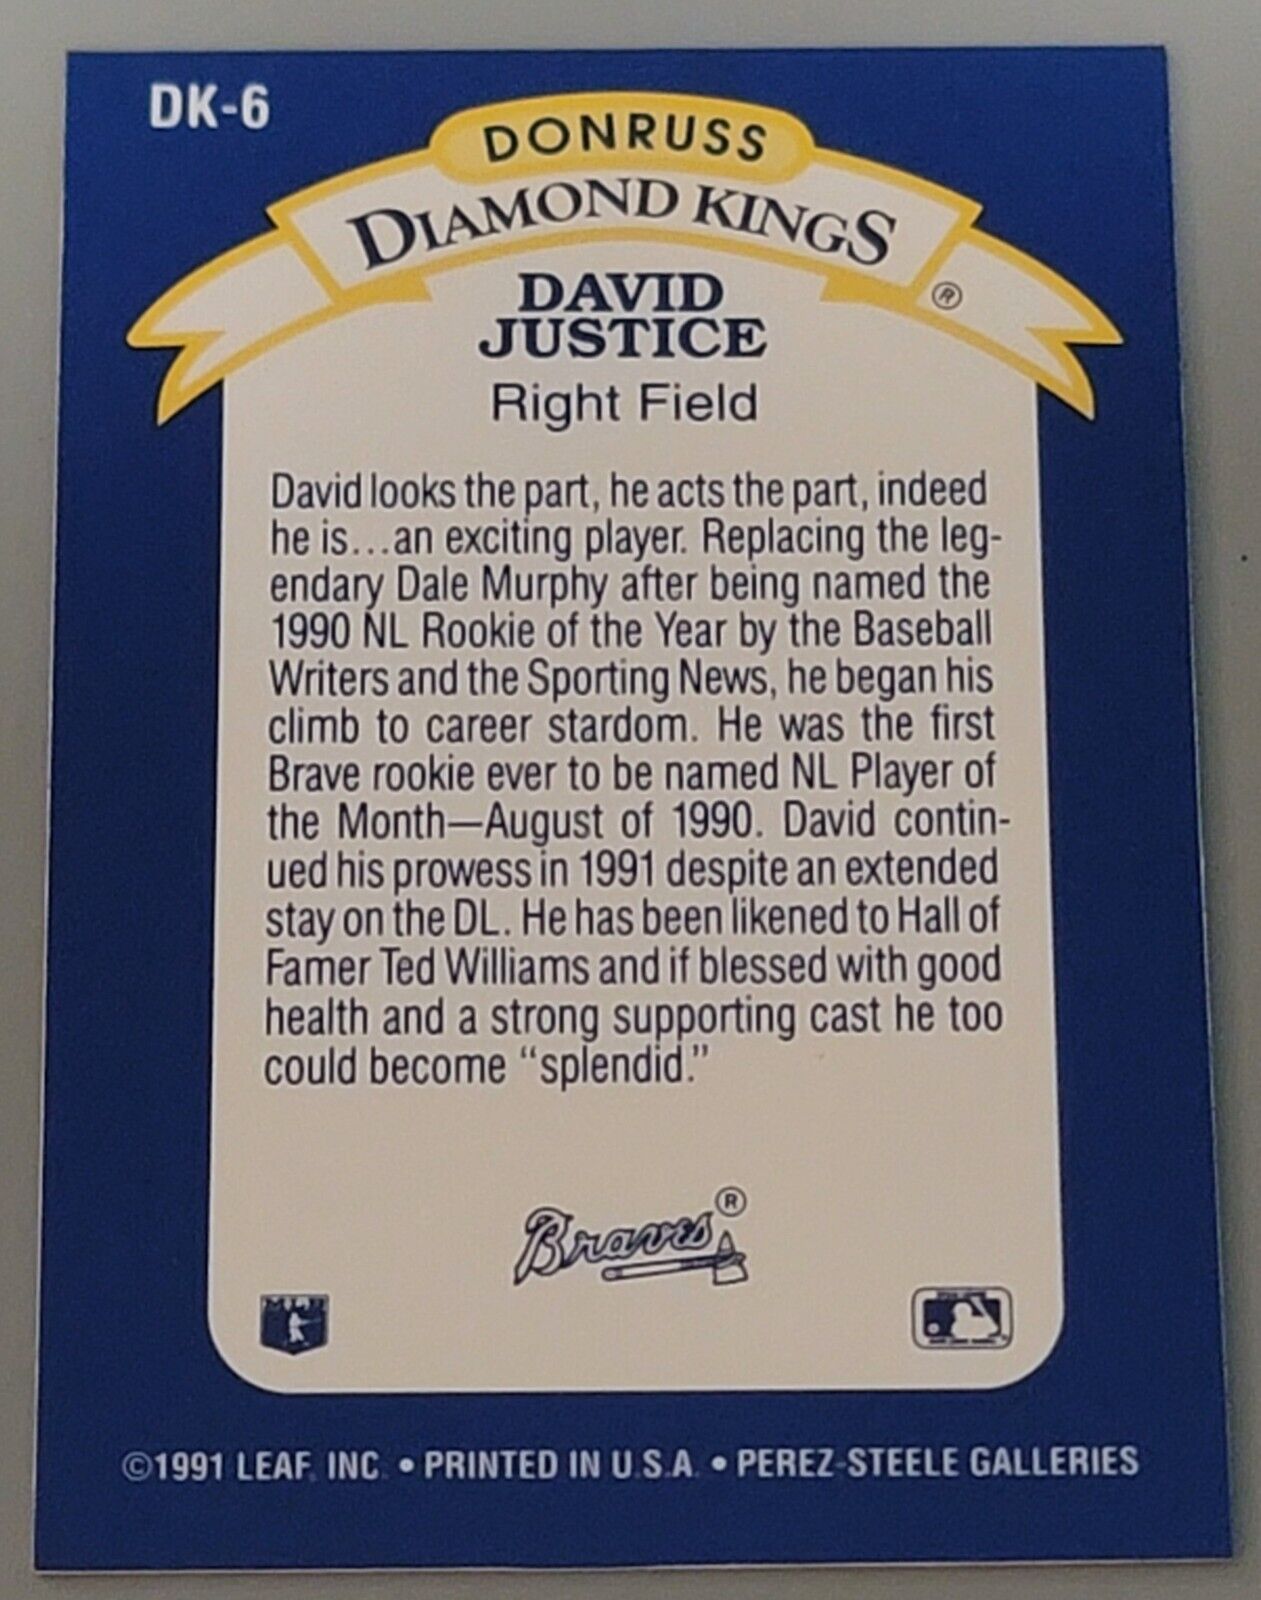 DK-6
DONRUSS
DIAMOND KINGS
®
DAVID
JUSTICE
Right Field
David looks the part, he acts the part, indeed
he is...an exciting player. Replacing the leg-
endary Dale Murphy after being named the
1990 NL Rookie of the Year by the Baseball
Writers and the Sporting News, he began his
climb to career stardom. He was the first
Brave rookie ever to be named NL Player of
the Month—August of 1990. David contin-
ued his prowess in 1991 despite an extended
stay on the DL. He has been likened to Hall of
Famer Ted Williams and if blessed with good
health and a strong supporting cast he too
could become “splendid.”
Braves ®
©1991 LEAF, INC. • PRINTED IN U.S.A. • PEREZ-STEELE GALLERIES